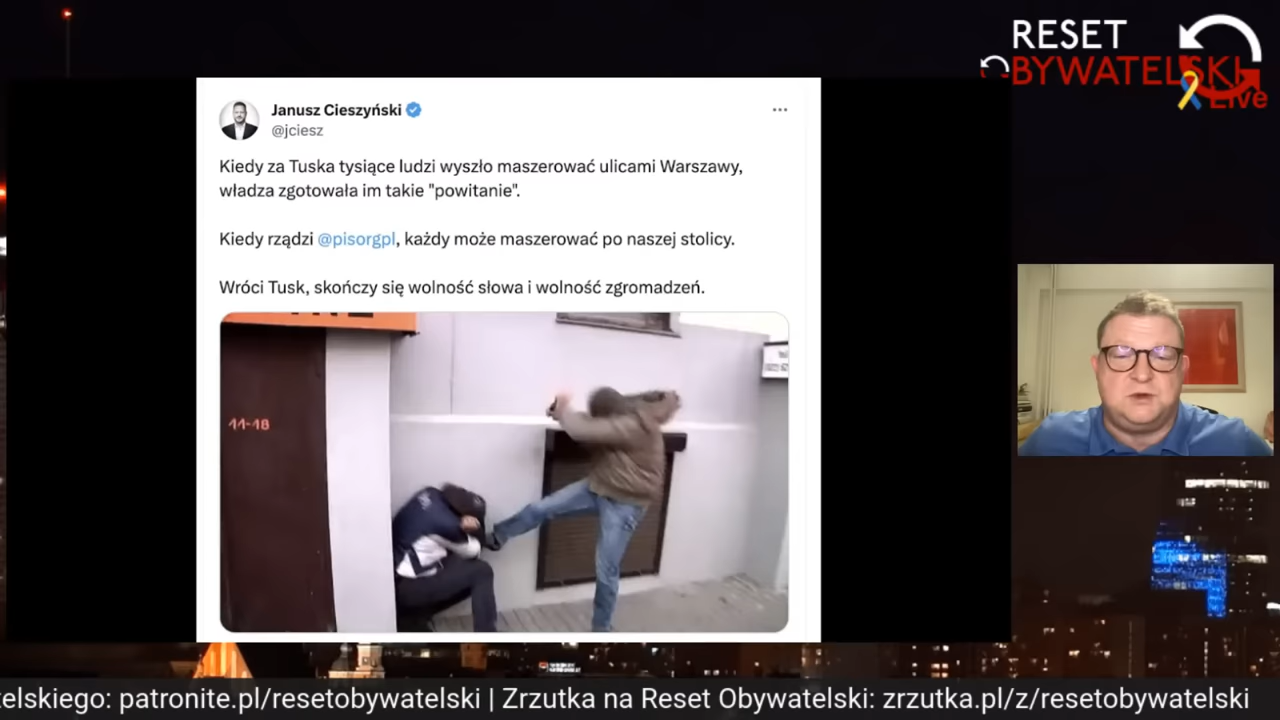 RESET
OBYWATELSKI
Live
Janusz Cieszyński
@jciesz
Kiedy za Tuska tysiące ludzi wyszło maszerować ulicami Warszawy,
władza zgotowała im takie "powitanie".
Kiedy rządzi @pisorgpl, każdy może maszerować po naszej stolicy.
Wróci Tusk, skończy się wolność słowa i wolność zgromadzeń.
11-18
telskiego: patronite.pl/resetobywatelski | Zrzutka na Reset Obywatelski: zrzutka.pl/z/resetobywatelski